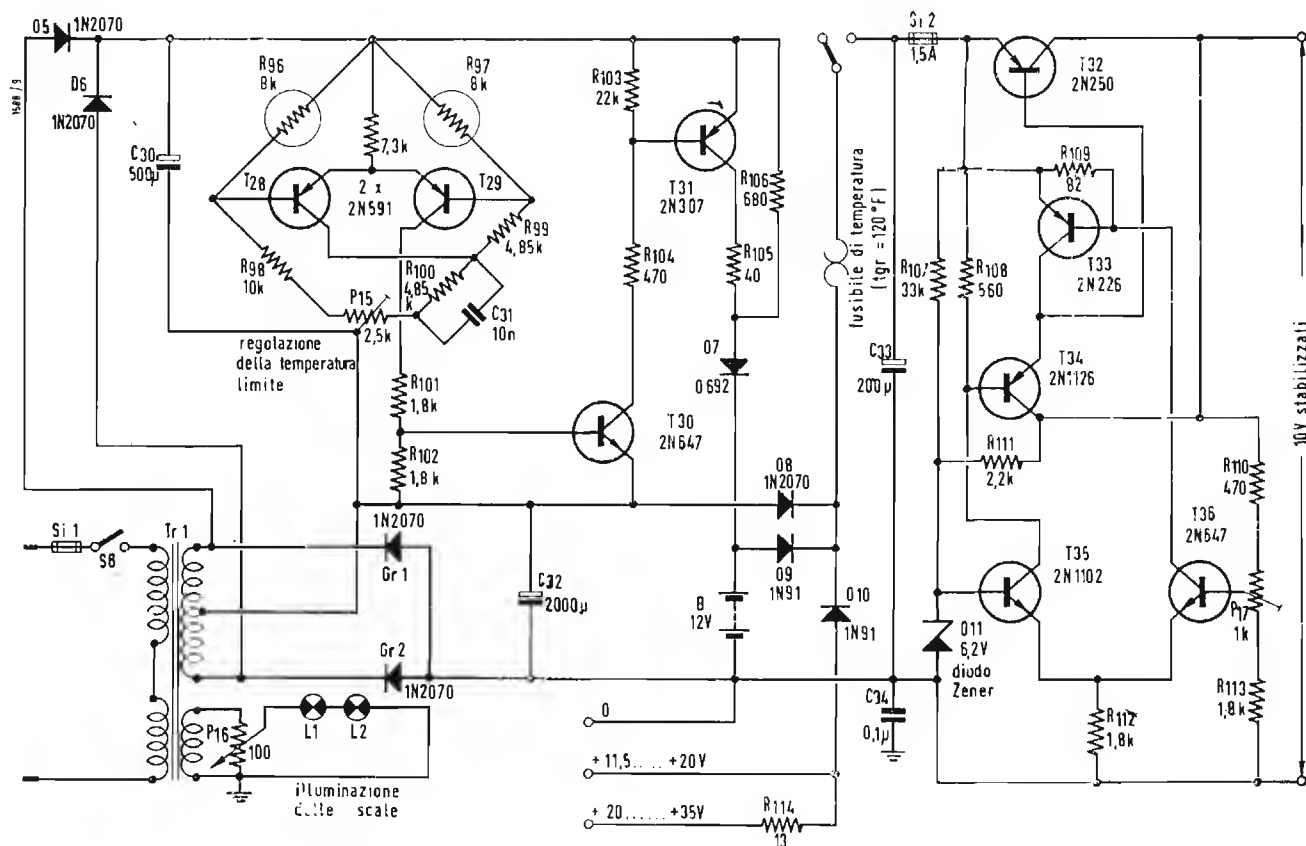 D5
1N2070
D6
1N2070
C30
500µ
R96
8k
R97
8k
7,3k
T28
2 x
2N591
T29
R98
10k
R99
4,85k
R100
4,85
k
P15
2,5k
C31
10n
regolazione
della temperatura
limite
R101
1,8k
R102
1,8k
R103
22k
R104
470
T31
2N307
R106
680
R105
40
D7
0692
T30
2N647
D8
1N2070
D9
1N91
D10
1N91
B
12V
C32
2000µ
Si 1
S6
Tr 1
1N2070
Gr 1
Gr 2
1N2070
P16
100
L1
L2
illuminazione
delle scale
0
+ 11,5.....+20V
+ 20......+35V
R114
13
fusibile di temperatura
(tgr = 120°F)
Si 2
1,5A
T32
2N250
R109
82
T33
2N226
R107
33k
R108
560
C33
200µ
T34
2N1126
R111
2,2k
R110
470
T36
2N647
T35
2N1102
P17
1k
D11
6,2V
diodo
Zener
C34
0,1µ
R112
1,8k
R113
1,8k
10V stabilizzati